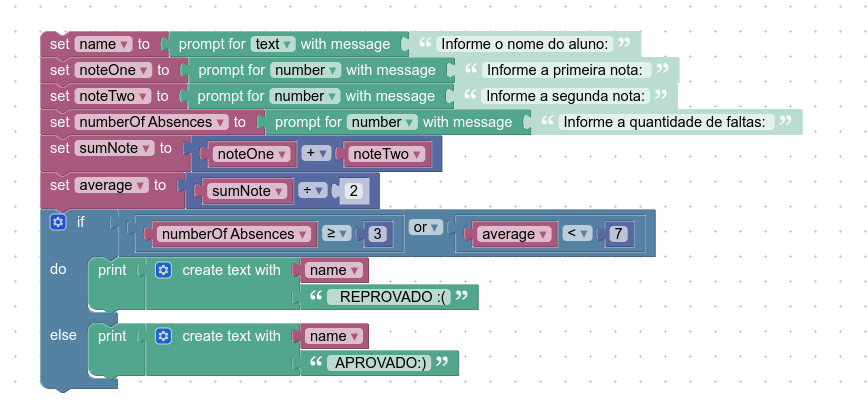 set name ▾ to prompt for text ▾ with message “ Informe o nome do aluno: ”
set noteOne ▾ to prompt for number ▾ with message “ Informe a primeira nota: ”
set noteTwo ▾ to prompt for number ▾ with message “ Informe a segunda nota: ”
set numberOf Absences ▾ to prompt for number ▾ with message “ Informe a quantidade de faltas: ”
set sumNote ▾ to noteOne ▾ + ▾ noteTwo ▾
set average ▾ to sumNote ▾ ÷ ▾ 2
if numberOf Absences ▾ ≥ ▾ 3 or ▾ average ▾ < ▾ 7
do print create text with name ▾
“ REPROVADO :( ”
else print create text with name ▾
“ APROVADO:) ”